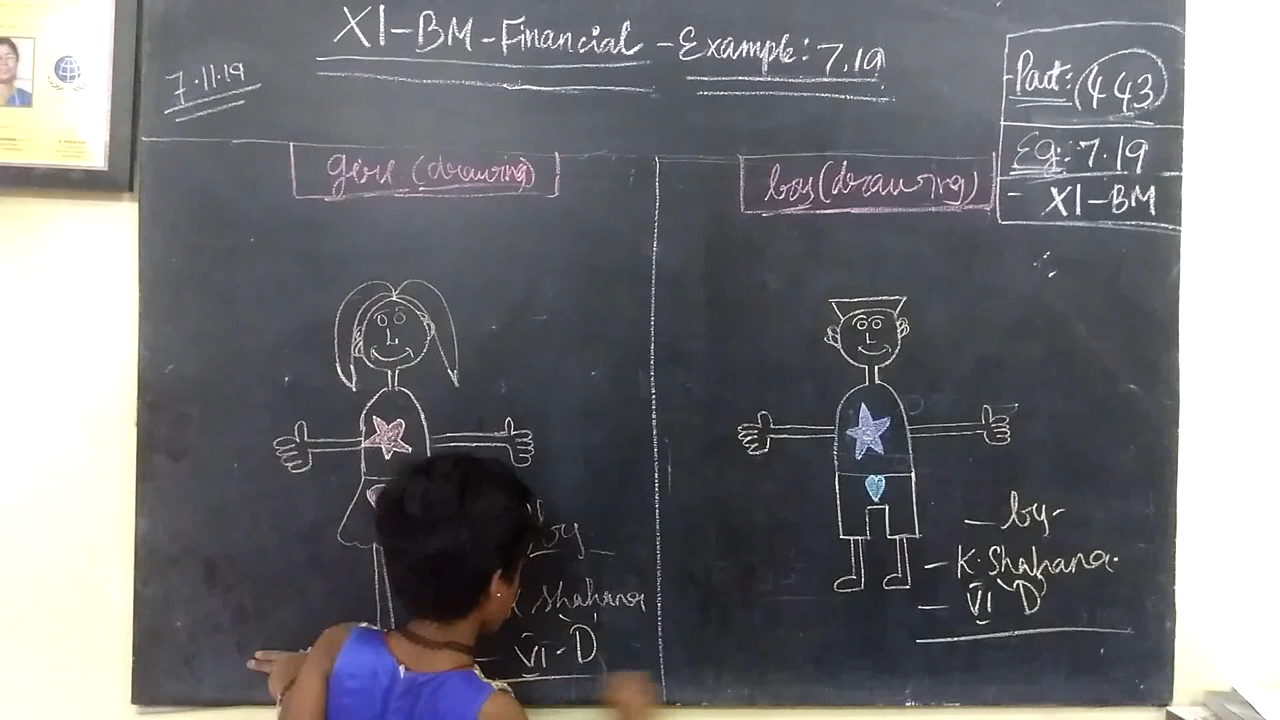 XI-BM-Financial-Example: 7.19
7.11.19
Part: 443
Eg: 7.19
- XI-BM
girl (drawing)
boy (drawing)
by
shahana
- VI-D
- by-
- K. Shahana.
- VI D